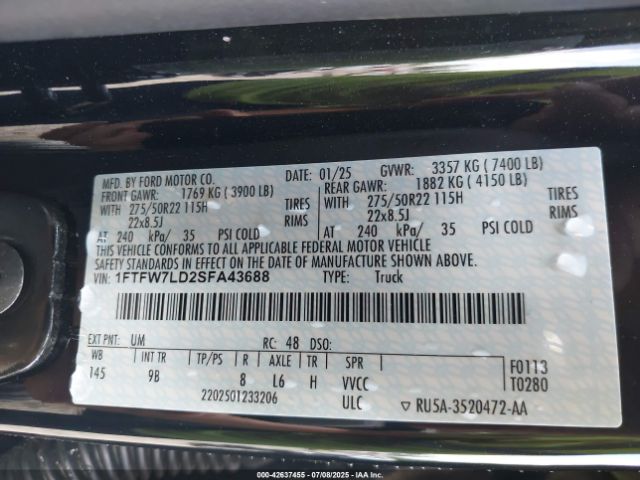 MFD. BY FORD MOTOR CO.
DATE: 01/25 GVWR: 3357 KG ( 7400 LB)
FRONT GAWR: 1769 KG ( 3900 LB) REAR GAWR: 1882 KG ( 4150 LB)
WITH 275/50R22 115H TIRES WITH 275/50R22 115H TIRES
22x8.5J RIMS 22x8.5J RIMS
AT 240 kPa/ 35 PSI COLD AT 240 kPa/ 35 PSI COLD
THIS VEHICLE CONFORMS TO ALL APPLICABLE FEDERAL MOTOR VEHICLE
SAFETY STANDARDS IN EFFECT ON THE DATE OF MANUFACTURE SHOWN ABOVE.
VIN: 1FTFW7LD2SFA43688 TYPE: Truck
EXT PNT: UM RC: 48 DSO:
WB INT TR TP/PS R AXLE TR SPR
145 9B 8 L6 H VVCC
F0113
T0280
2202501233206 ULC RU5A-3520472-AA
000-42637455 - 07/08/2025 - IAAI.COM